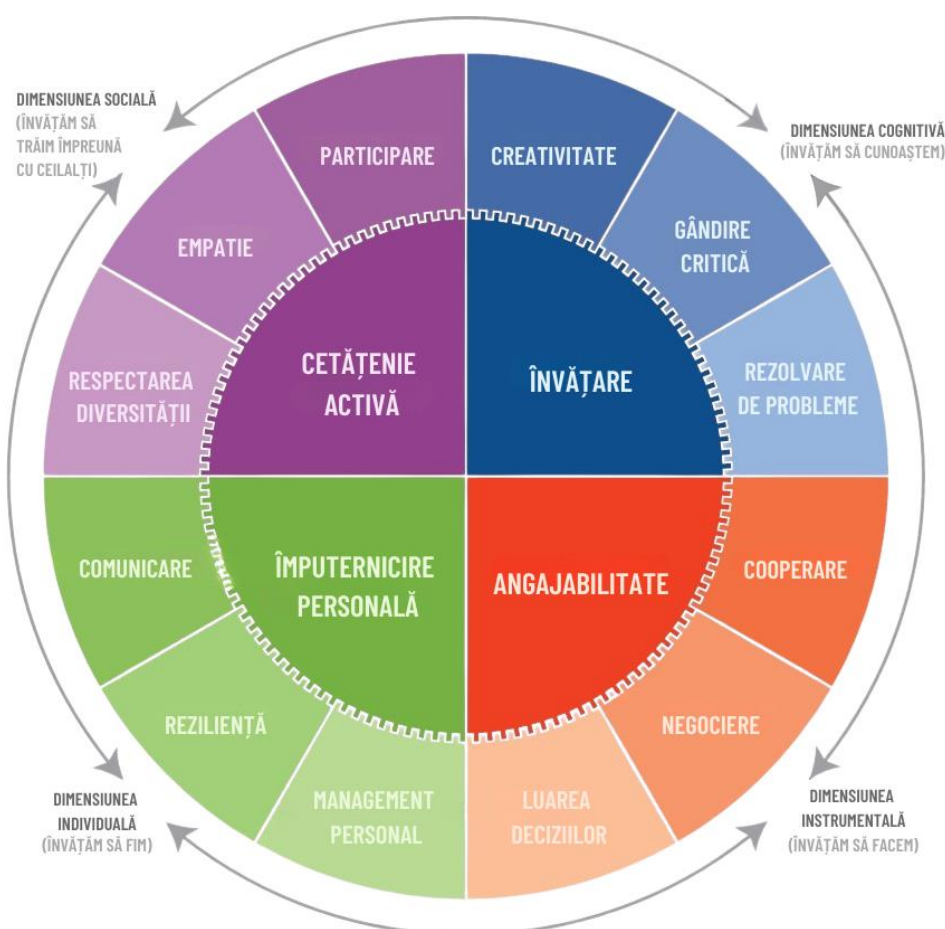 DIMENSIUNEA SOCIALĂ
(ÎNVĂȚĂM SĂ
TRĂIM ÎMPREUNĂ
CU CEILALȚI)
DIMENSIUNEA COGNITIVĂ
(ÎNVĂȚĂM SĂ CUNOAȘTEM)
PARTICIPARE
CREATIVITATE
EMPATIE
GÂNDIRE
CRITICĂ
RESPECTAREA
DIVERSITĂȚII
CETĂȚENIE
ACTIVĂ
ÎNVĂȚARE
REZOLVARE
DE PROBLEME
COMUNICARE
ÎMPUTERNICIRE
PERSONALĂ
ANGAJABILITATE
COOPERARE
REZILIENȚĂ
NEGOCIERE
MANAGEMENT
PERSONAL
LUAREA
DECIZIILOR
DIMENSIUNEA
INDIVIDUALĂ
(ÎNVĂȚĂM SĂ FIM)
DIMENSIUNEA
INSTRUMENTALĂ
(ÎNVĂȚĂM SĂ FACEM)